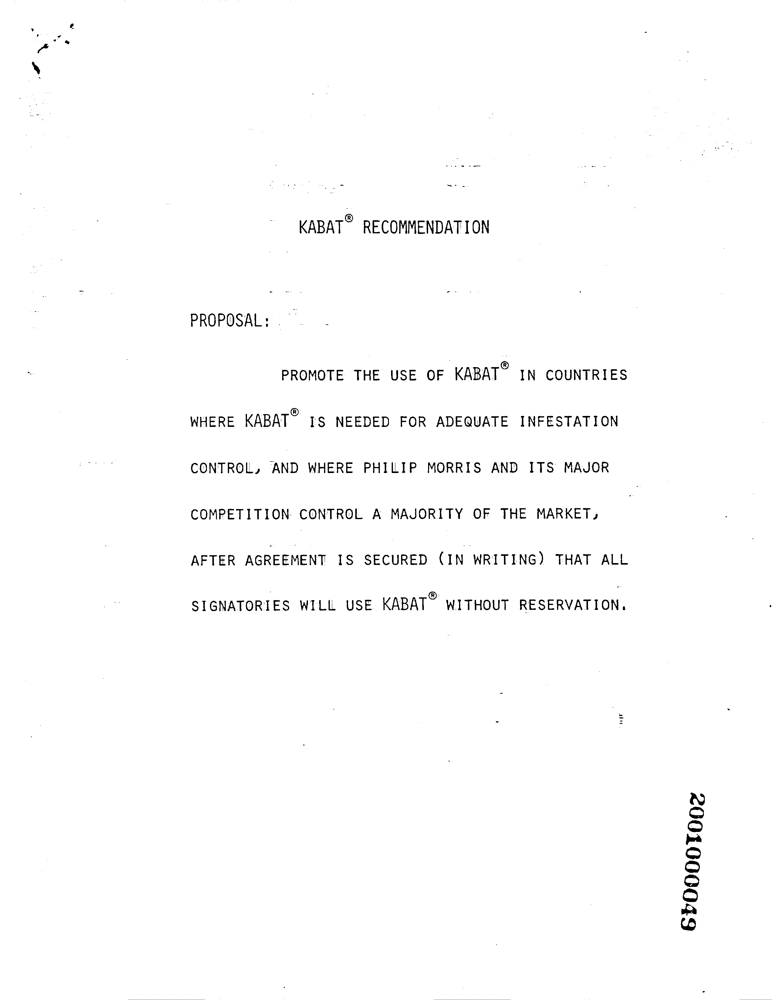 KABAT® RECOMMENDATION
PROPOSAL:
PROMOTE THE USE OF KABAT® IN COUNTRIES
WHERE KABAT® IS NEEDED FOR ADEQUATE INFESTATION
CONTROL, AND WHERE PHILIP MORRIS AND ITS MAJOR
COMPETITION CONTROL A MAJORITY OF THE MARKET,
AFTER AGREEMENT IS SECURED (IN WRITING) THAT ALL
SIGNATORIES WILL USE KABAT® WITHOUT RESERVATION.
2001000049